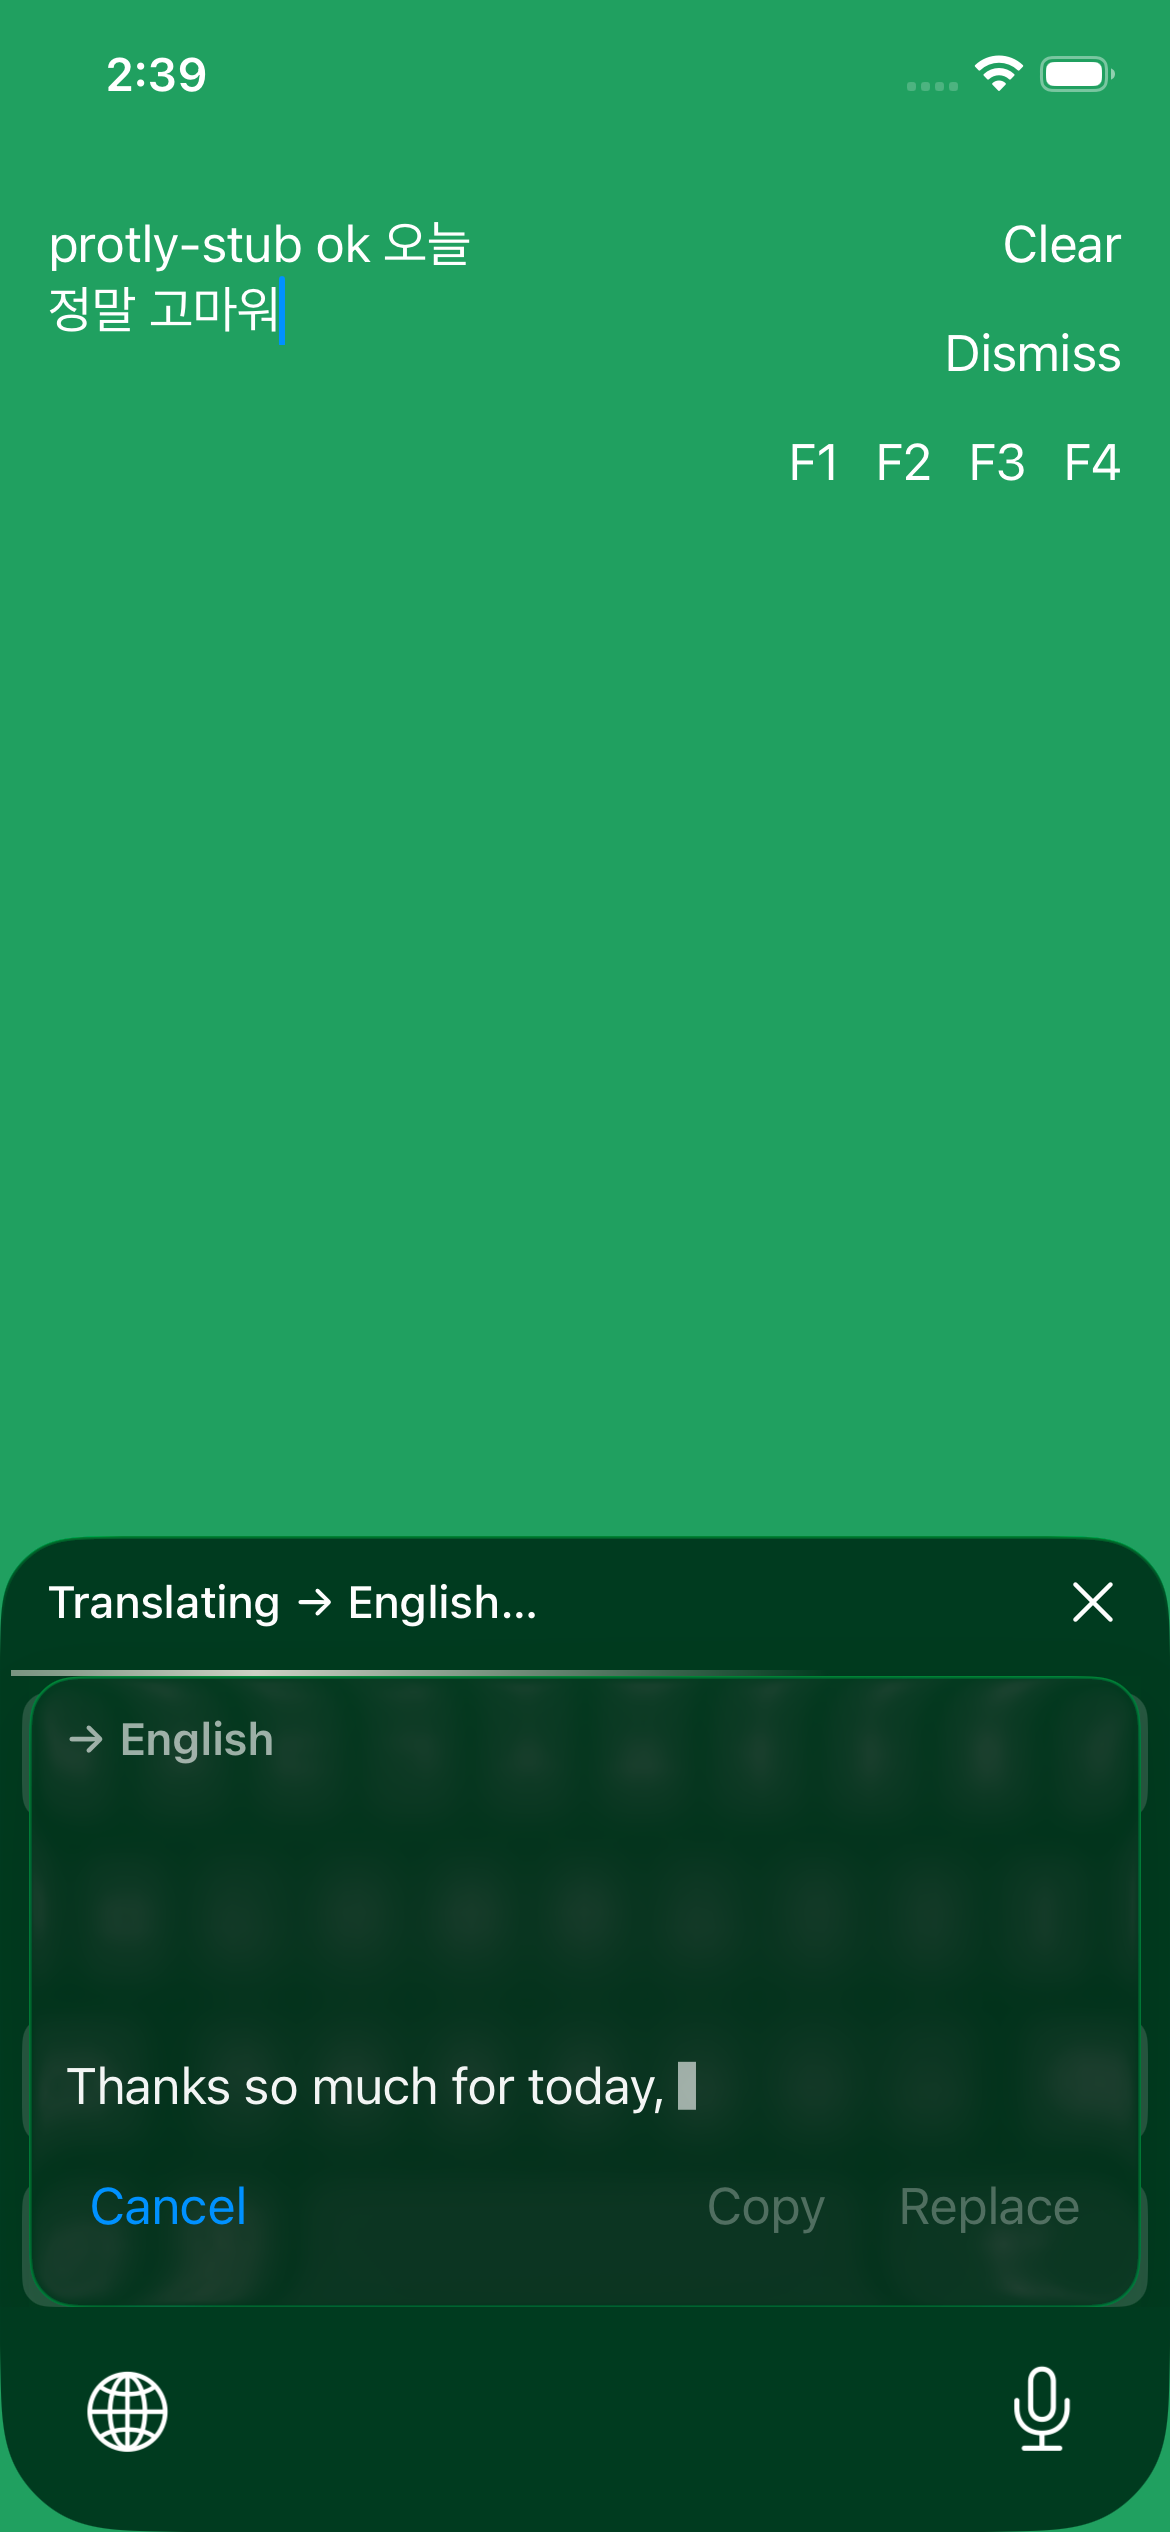 2:39
protly-stub ok 오늘
정말 고마워
Clear
Dismiss
F1 F2 F3 F4
Translating → English...
→ English
Thanks so much for today,
Cancel Copy Replace